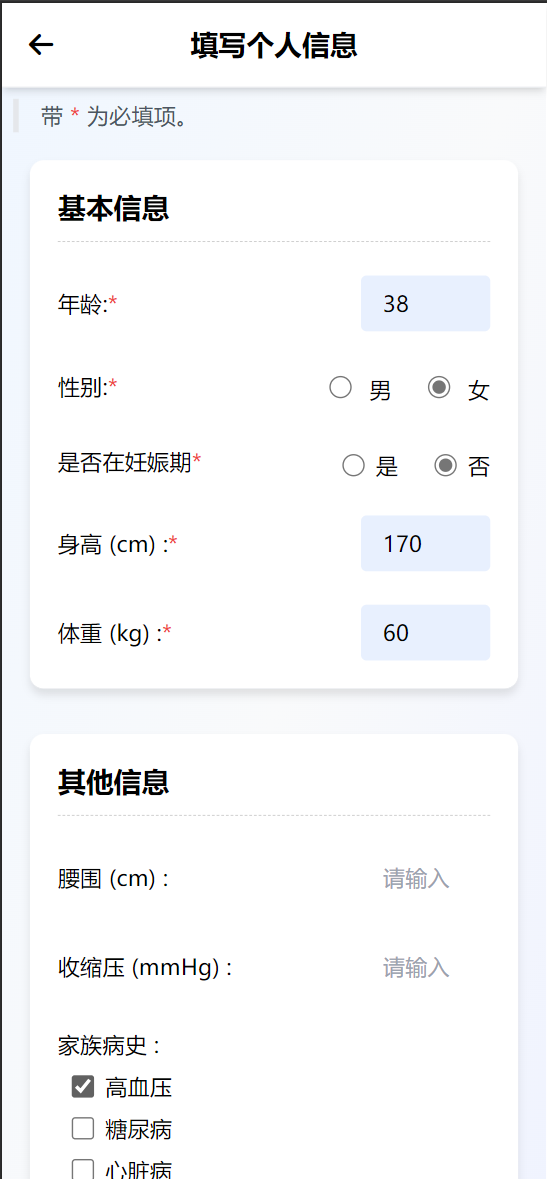 填写个人信息
带 * 为必填项。
基本信息
年龄:* 38
性别:* 男 女
是否在妊娠期* 是 否
身高 (cm) :* 170
体重 (kg) :* 60
其他信息
腰围 (cm) : 请输入
收缩压 (mmHg) : 请输入
家族病史 :
高血压
糖尿病
心脏病